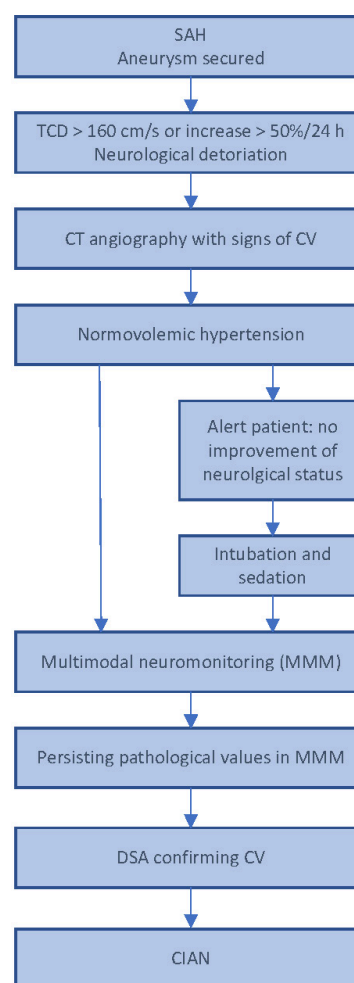 SAH
Aneurysm secured
TCD > 160 cm/s or increase > 50%/24 h
Neurological detoriation
CT angiography with signs of CV
Normovolemic hypertension
Alert patient: no
improvement of
neurolgical status
Intubation and
sedation
Multimodal neuromonitoring (MMM)
Persisting pathological values in MMM
DSA confirming CV
CIAN